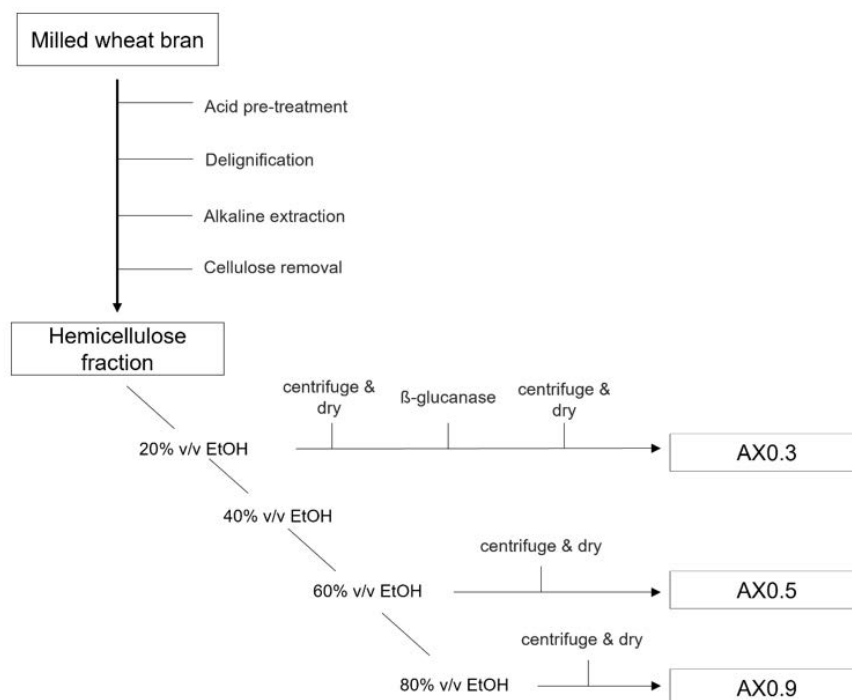 Milled wheat bran
Acid pre-treatment
Delignification
Alkaline extraction
Cellulose removal
Hemicellulose
fraction
centrifuge &
dry
ß-glucanase
centrifuge &
dry
20% v/v EtOH
AX0.3
40% v/v EtOH
centrifuge & dry
60% v/v EtOH
AX0.5
centrifuge & dry
80% v/v EtOH
AX0.9